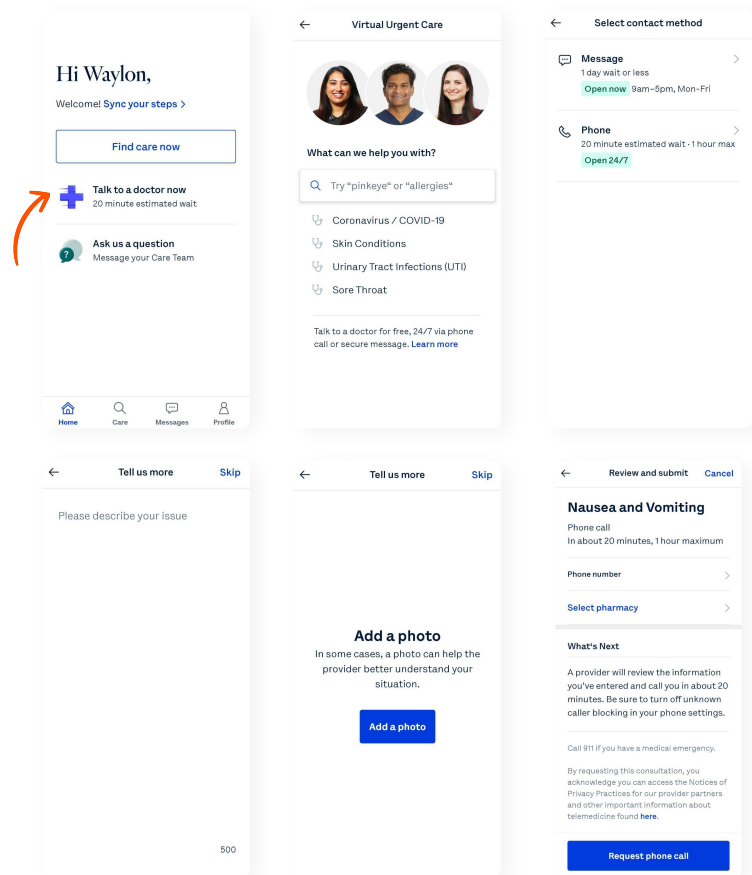 Hi Waylon,
Welcome! Sync your steps >
Find care now
Talk to a doctor now
20 minute estimated wait
Ask us a question
Message your Care Team
Home
Care
Messages
Profile
Virtual Urgent Care
What can we help you with?
Try “pinkeye“ or “allergies“
Coronavirus / COVID-19
Skin Conditions
Urinary Tract Infections (UTI)
Sore Throat
Talk to a doctor for free, 24/7 via phone
call or secure message. Learn more
Select contact method
Message
1 day wait or less
Open now 9am–5pm, Mon-Fri
Phone
20 minute estimated wait · 1 hour max
Open 24/7
Tell us more
Skip
Please describe your issue
500
Tell us more
Skip
Add a photo
In some cases, a photo can help the
provider better understand your
situation.
Add a photo
Review and submit
Cancel
Nausea and Vomiting
Phone call
In about 20 minutes, 1 hour maximum
Phone number
Select pharmacy
What‘s Next
A provider will review the information
you‘ve entered and call you in about 20
minutes. Be sure to turn off unknown
caller blocking in your phone settings.
Call 911 if you have a medical emergency.
By requesting this consultation, you
acknowledge you can access the Notices of
Privacy Practices for our provider partners
and other important information about
telemedicine found here.
Request phone call